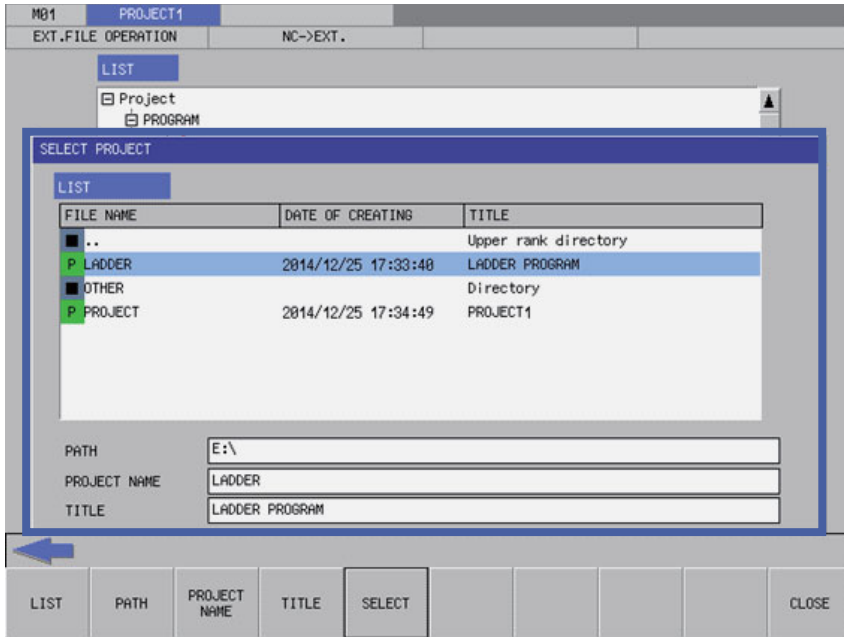 M01 PROJECT1
EXT.FILE OPERATION NC->EXT.
LIST
Project
PROGRAM
SELECT PROJECT
LIST
FILE NAME DATE OF CREATING TITLE
.. Upper rank directory
P LADDER 2014/12/25 17:33:40 LADDER PROGRAM
OTHER Directory
P PROJECT 2014/12/25 17:34:49 PROJECT1
PATH E:\
PROJECT NAME LADDER
TITLE LADDER PROGRAM
LIST PATH PROJECT NAME TITLE SELECT CLOSE